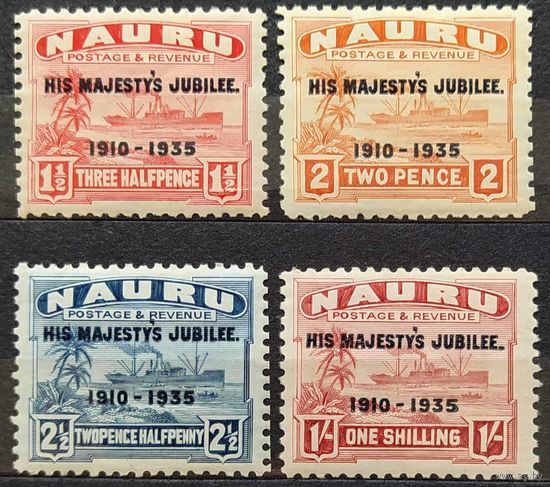 NAURU
POSTAGE & REVENUE
HIS MAJESTY'S JUBILEE.
1910 - 1935
1½ THREE HALFPENCE 1½
NAURU
POSTAGE & REVENUE
HIS MAJESTY'S JUBILEE.
1910 - 1935
2 TWO PENCE 2
NAURU
POSTAGE & REVENUE
HIS MAJESTY'S JUBILEE.
1910 - 1935
2½ TWOPENCE HALFPENNY 2½
NAURU
POSTAGE & REVENUE
HIS MAJESTY'S JUBILEE.
1910 - 1935
1/- ONE SHILLING 1/-